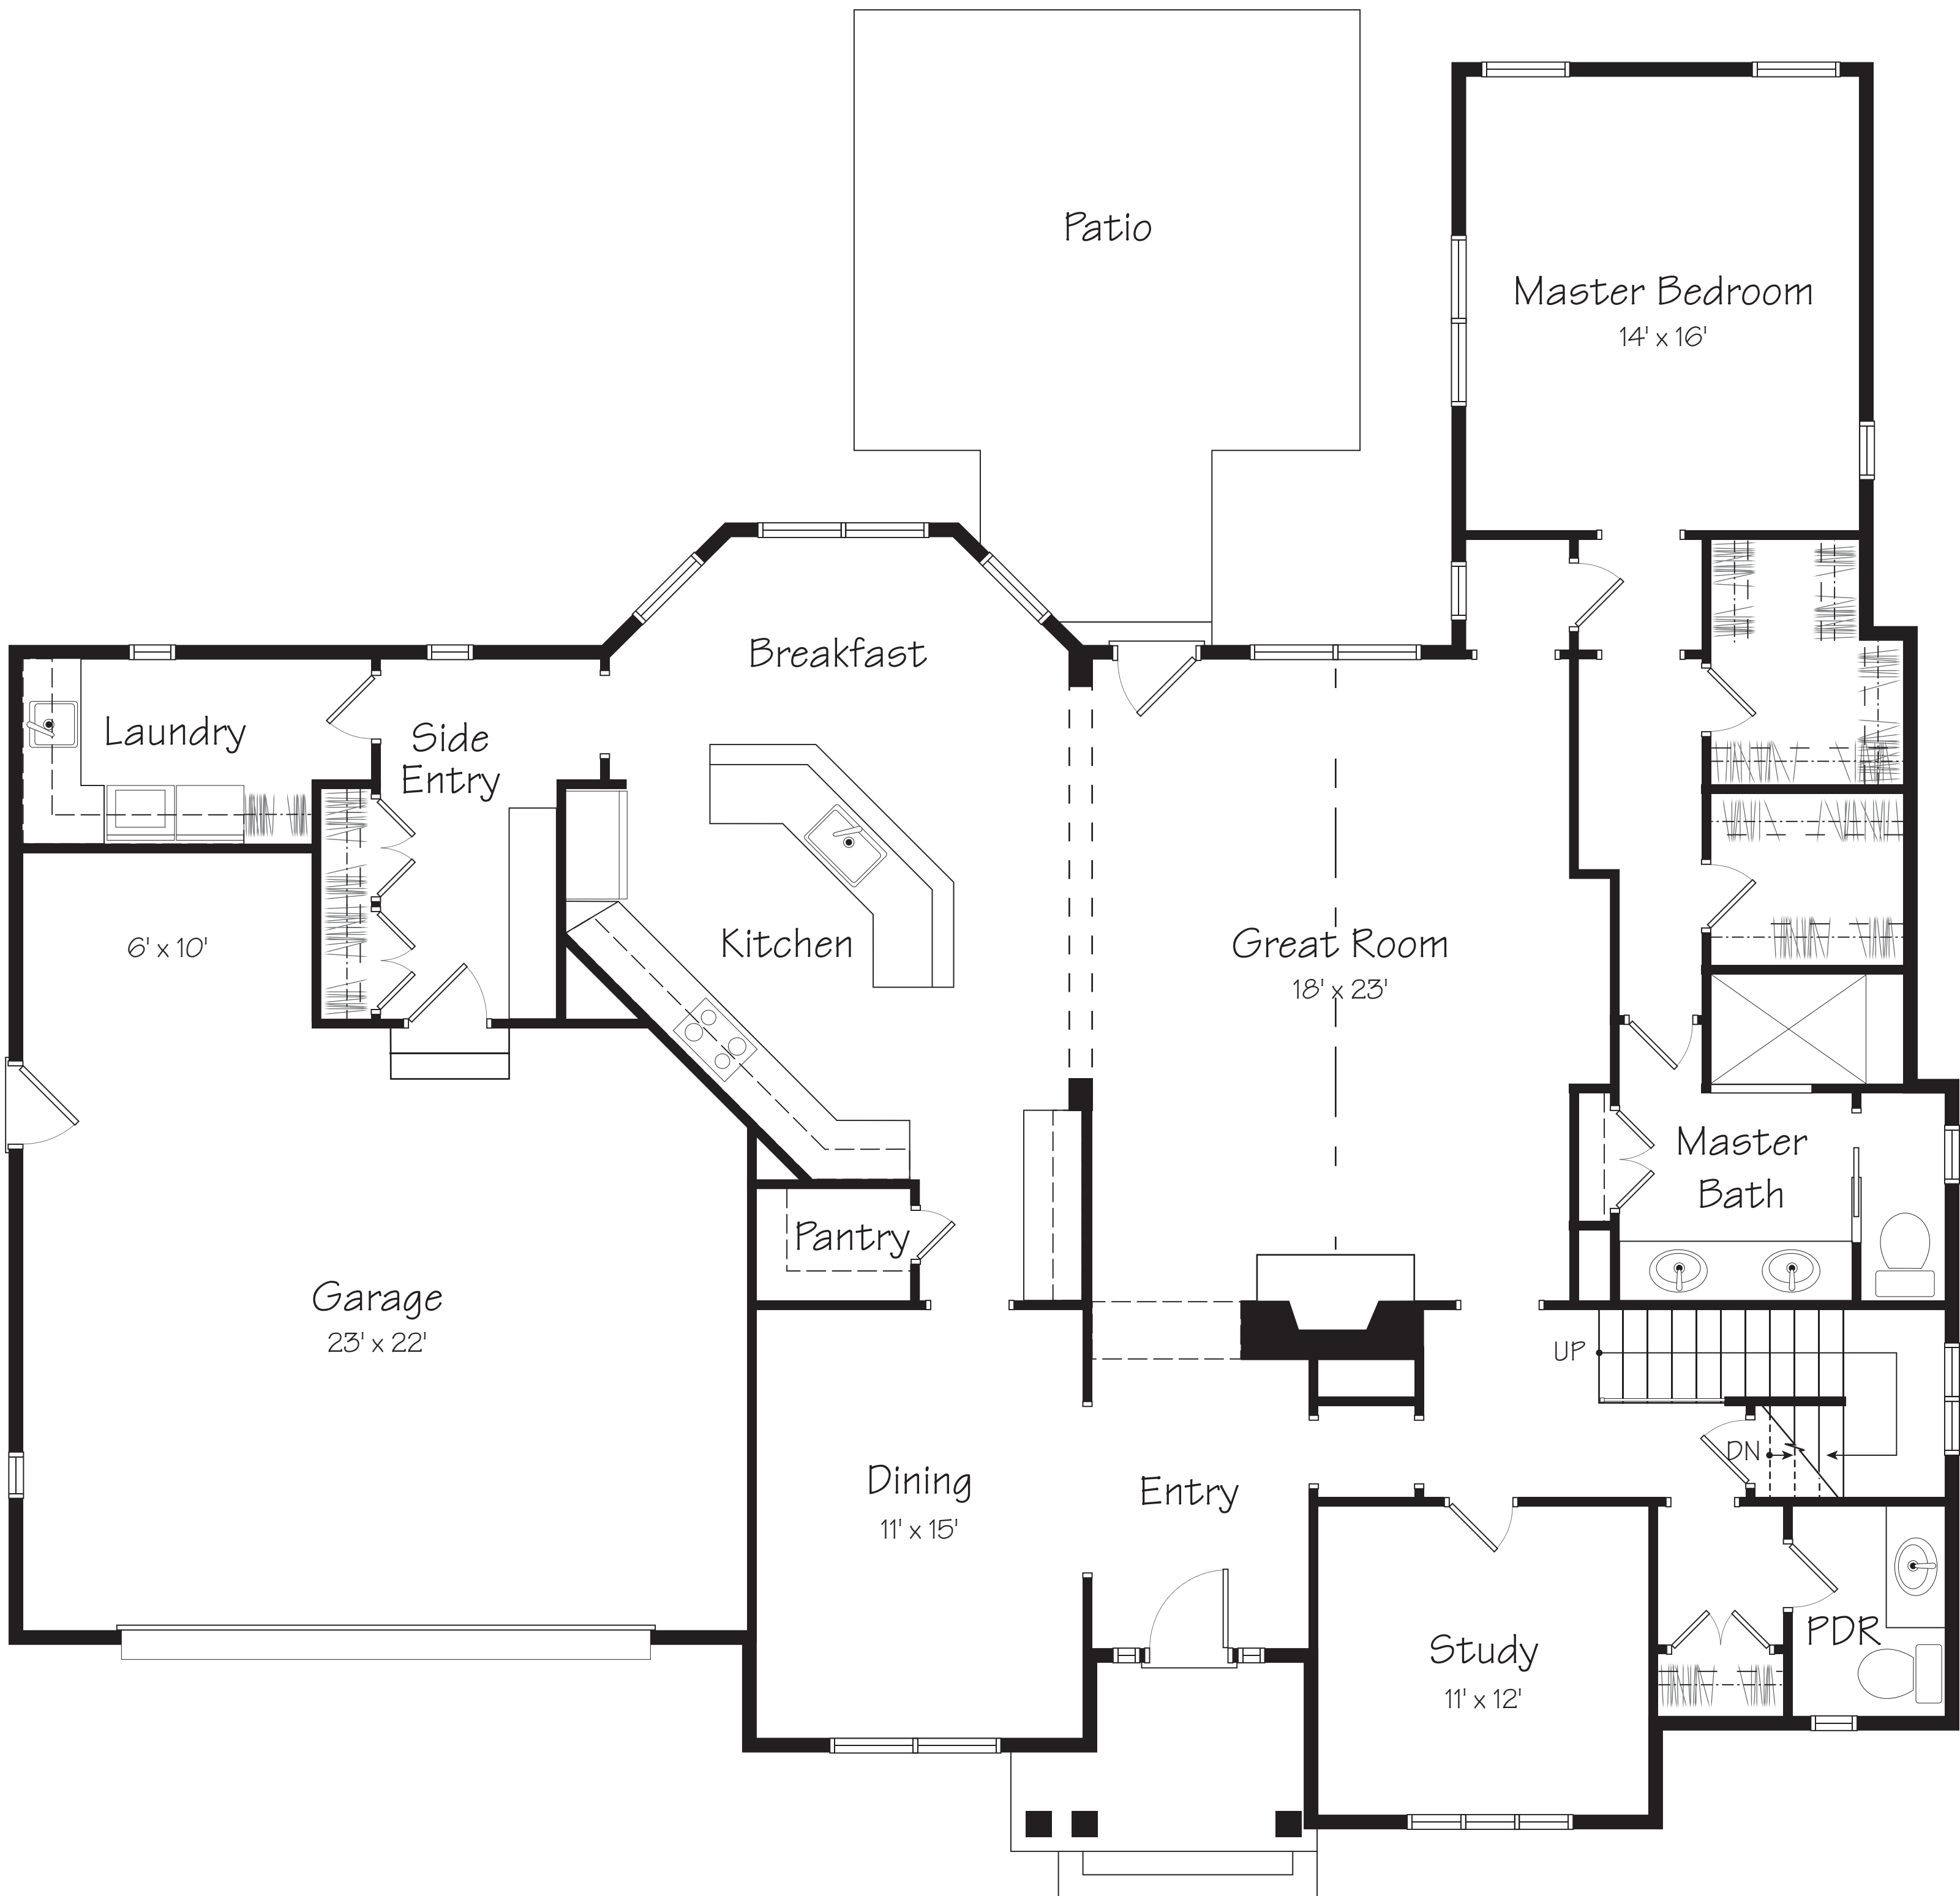 Patio
Master Bedroom
14' x 16'
Breakfast
Laundry
Side
Entry
6' x 10'
Kitchen
Great Room
18' x 23'
Master
Bath
Pantry
Garage
23' x 22'
UP
DN
Dining
11' x 15'
Entry
PDR
Study
11' x 12'